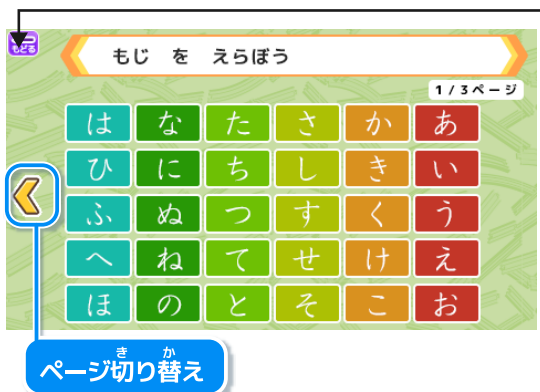 もどる
もじ を えらぼう
1/3ページ
は な た さ か あ
ひ に ち し き い
ふ ぬ つ す く う
へ ね て せ け え
ほ の と そ こ お
ページ切り替え
き か